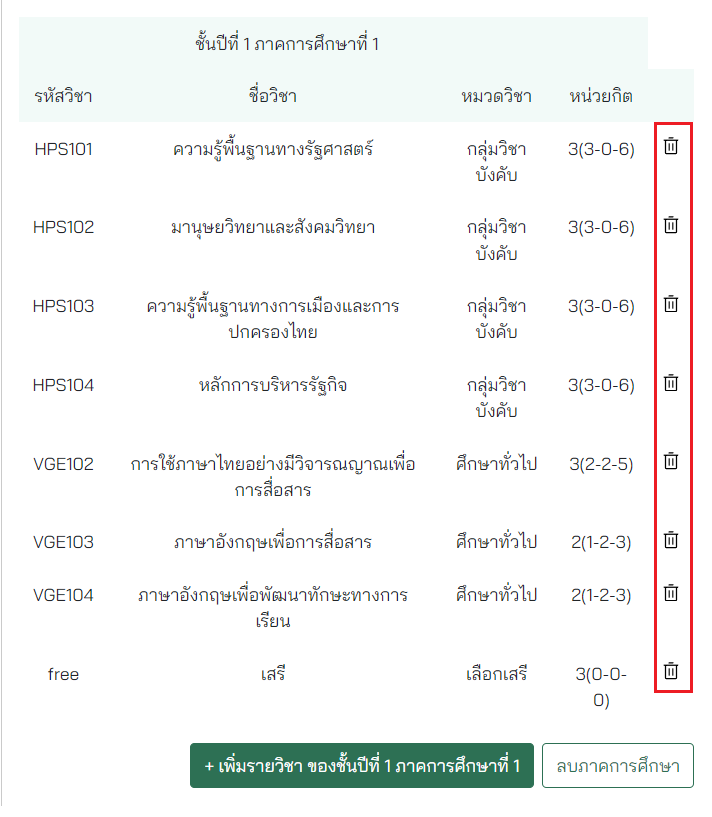 ชั้นปีที่ 1 ภาคการศึกษาที่ 1
รหัสวิชา ชื่อวิชา หมวดวิชา หน่วยกิต
HPS101 ความรู้พื้นฐานทางรัฐศาสตร์ กลุ่มวิชา 3(3-0-6)
บังคับ
HPS102 มานุษยวิทยาและสังคมวิทยา กลุ่มวิชา 3(3-0-6)
บังคับ
HPS103 ความรู้พื้นฐานทางการเมืองและการ กลุ่มวิชา 3(3-0-6)
ปกครองไทย บังคับ
HPS104 หลักการบริหารรัฐกิจ กลุ่มวิชา 3(3-0-6)
บังคับ
VGE102 การใช้ภาษาไทยอย่างมีวิจารณญาณเพื่อ ศึกษาทั่วไป 3(2-2-5)
การสื่อสาร
VGE103 ภาษาอังกฤษเพื่อการสื่อสาร ศึกษาทั่วไป 2(1-2-3)
VGE104 ภาษาอังกฤษเพื่อพัฒนาทักษะทางการ ศึกษาทั่วไป 2(1-2-3)
เรียน
free เสรี เลือกเสรี 3(0-0-
0)
+ เพิ่มรายวิชา ของชั้นปีที่ 1 ภาคการศึกษาที่ 1 ลบภาคการศึกษา